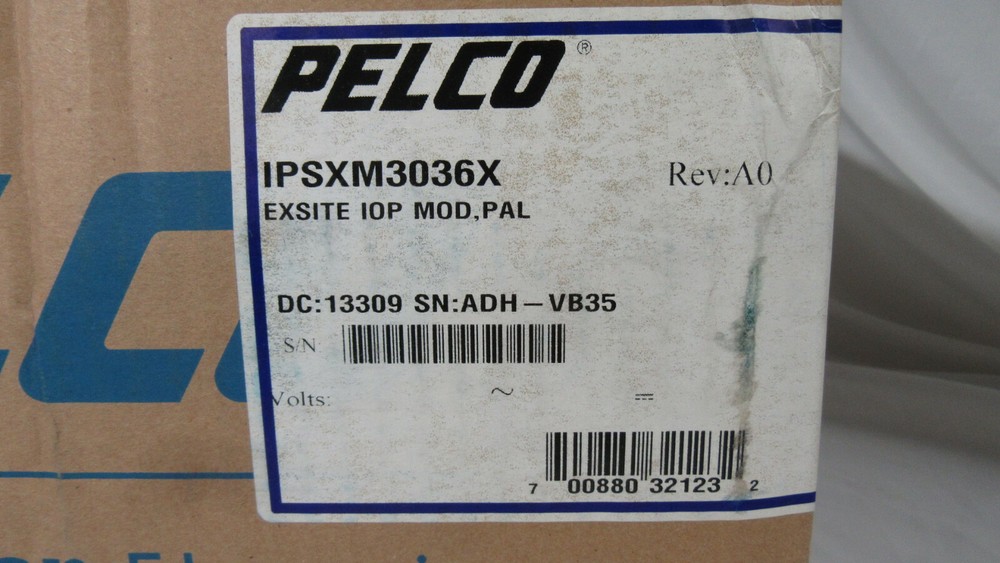 PELCO®
IPSXM3036X Rev:A0
EXSITE IOP MOD,PAL
DC:13309 SN:ADH-VB35
S/N
Volts: ~ ⎓
7 00880 32123 2